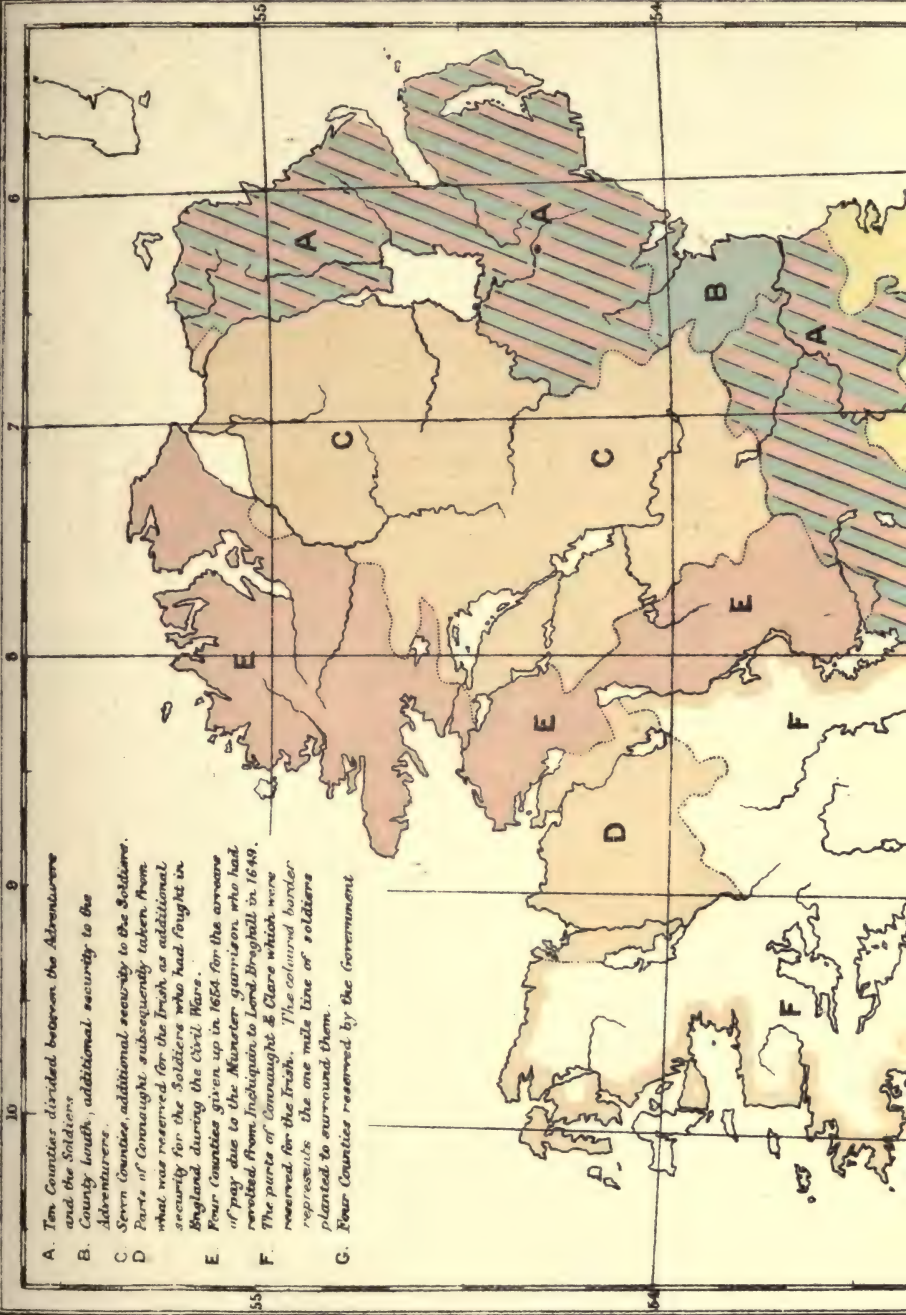 A. Ten Counties divided between the Adventurers
and the Soldiers
B. County Louth, additional security to the
Adventurers.
C Seven Counties, additional security to the Soldiers.
D Parts of Connaught subsequently taken from
what was reserved for the Irish as additional
security for the Soldiers who had fought in
England during the Civil Wars.
E Four Counties given up in 1654 for the arrears
of pay due to the Munster garrison who had
revolted from Inchiquin to Lord Broghill in 1649.
F. The parts of Connaught & Clare which were
reserved for the Irish. The coloured border
represents the one mile line of soldiers
planted to surround them.
G. Four Counties reserved by the Government
10
9
8
7
6
55
55
54
54
A
A
A
B
C
C
D
E
E
E
F
F